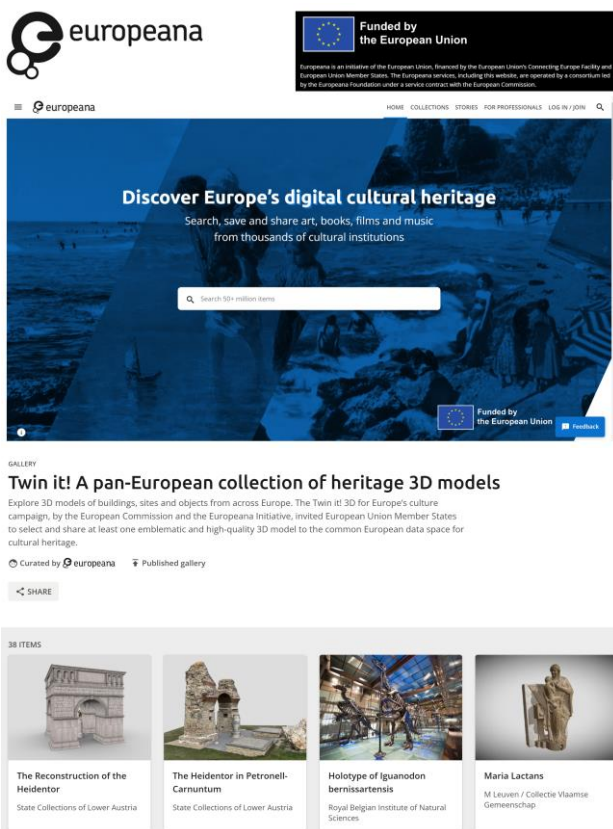 europeana
Funded by
the European Union
Europeana is an initiative of the European Union, financed by the European Union's Connecting Europe Facility and
European Union Member States. The Europeana services, including this website, are operated by a consortium led
by the Europeana Foundation under a service contract with the European Commission.
europeana
HOME COLLECTIONS STORIES FOR PROFESSIONALS LOG IN / JOIN
Discover Europe's digital cultural heritage
Search, save and share art, books, films and music
from thousands of cultural institutions
Search 50+ million items
Funded by
the European Union
Feedback
GALLERY
Twin it! A pan-European collection of heritage 3D models
Explore 3D models of buildings, sites and objects from across Europe. The Twin it! 3D for Europe's culture
campaign, by the European Commission and the Europeana Initiative, invited European Union Member States
to select and share at least one emblematic and high-quality 3D model to the common European data space for
cultural heritage.
Curated by europeana Published gallery
SHARE
38 ITEMS
The Reconstruction of the
Heidentor
State Collections of Lower Austria
The Heidentor in Petronell-
Carnuntum
State Collections of Lower Austria
Holotype of Iguanodon
bernissartensis
Royal Belgian Institute of Natural
Sciences
Maria Lactans
M Leuven / Collectie Vlaamse
Gemeenschap